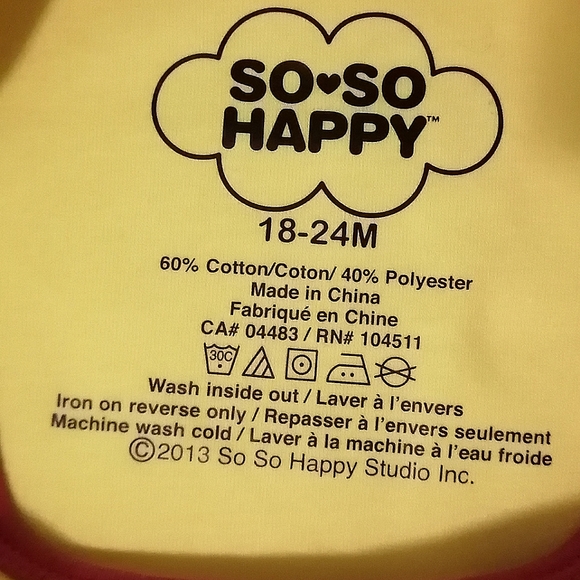 SO♥SO
HAPPY™
18-24M
60% Cotton/Coton/ 40% Polyester
Made in China
Fabriqué en Chine
CA# 04483 / RN# 104511
30C
Wash inside out / Laver à l'envers
Iron on reverse only / Repasser à l'envers seulement
Machine wash cold / Laver à la machine à l'eau froide
©2013 So So Happy Studio Inc.